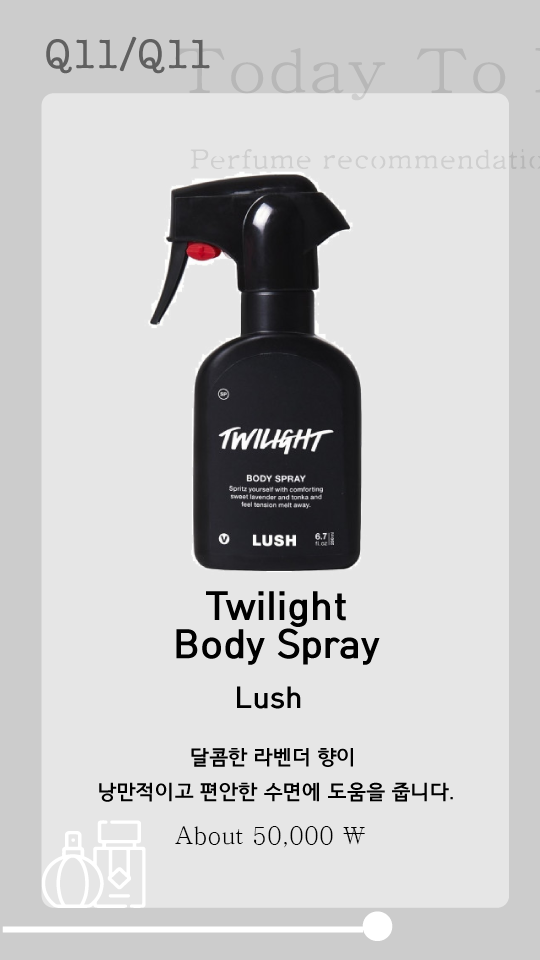 Q11/Q11
Today To
Perfume recommendatio
SP
TWILIGHT
BODY SPRAY
Spritz yourself with comforting
sweet lavender and tonka and
feel tension melt away.
V LUSH 6.7
fl. oz
Twilight
Body Spray
Lush
달콤한 라벤더 향이
낭만적이고 편안한 수면에 도움을 줍니다.
About 50,000 ₩